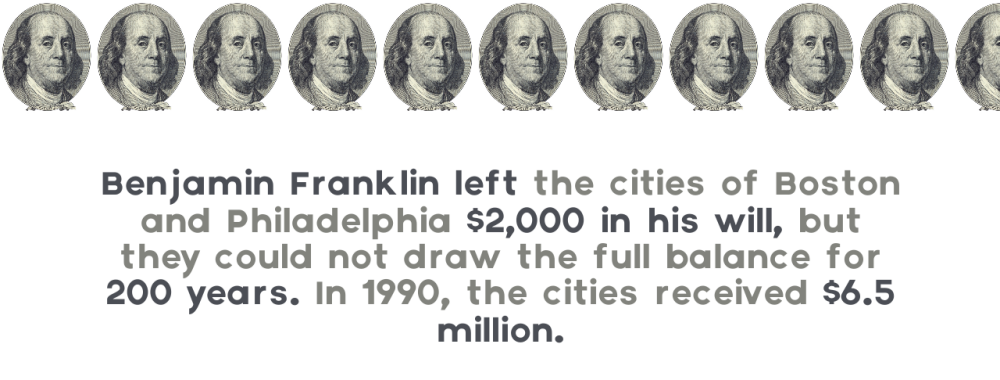 Benjamin Franklin left the cities of Boston
and Philadelphia $2,000 in his will, but
they could not draw the full balance for
200 years. In 1990, the cities received $6.5
million.